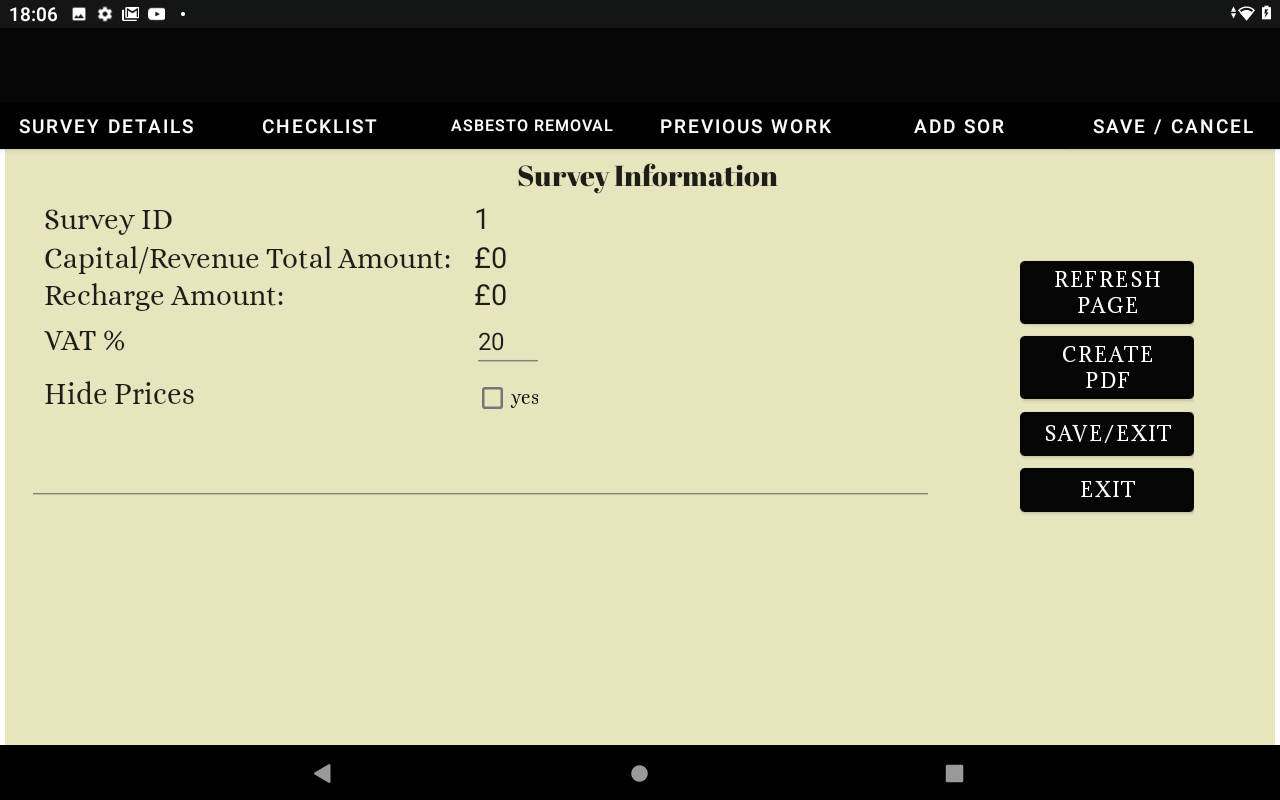 18:06
SURVEY DETAILS CHECKLIST ASBESTO REMOVAL PREVIOUS WORK ADD SOR SAVE / CANCEL
Survey Information
Survey ID 1
Capital/Revenue Total Amount: £0
Recharge Amount: £0
VAT % 20
Hide Prices yes
REFRESH
PAGE
CREATE
PDF
SAVE/EXIT
EXIT